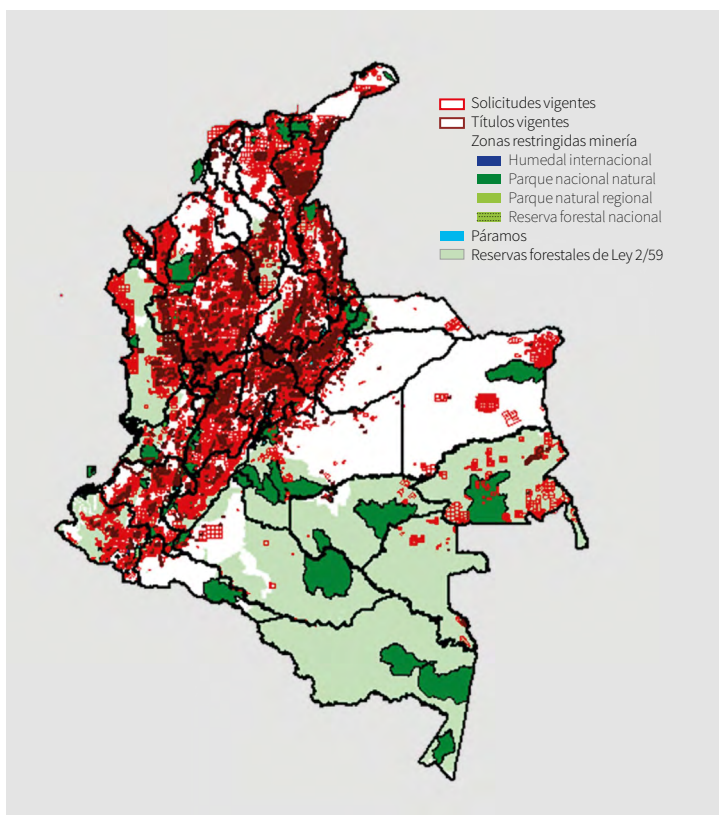 Solicitudes vigentes
Títulos vigentes
Zonas restringidas minería
Humedal internacional
Parque nacional natural
Parque natural regional
Reserva forestal nacional
Páramos
Reservas forestales de Ley 2/59